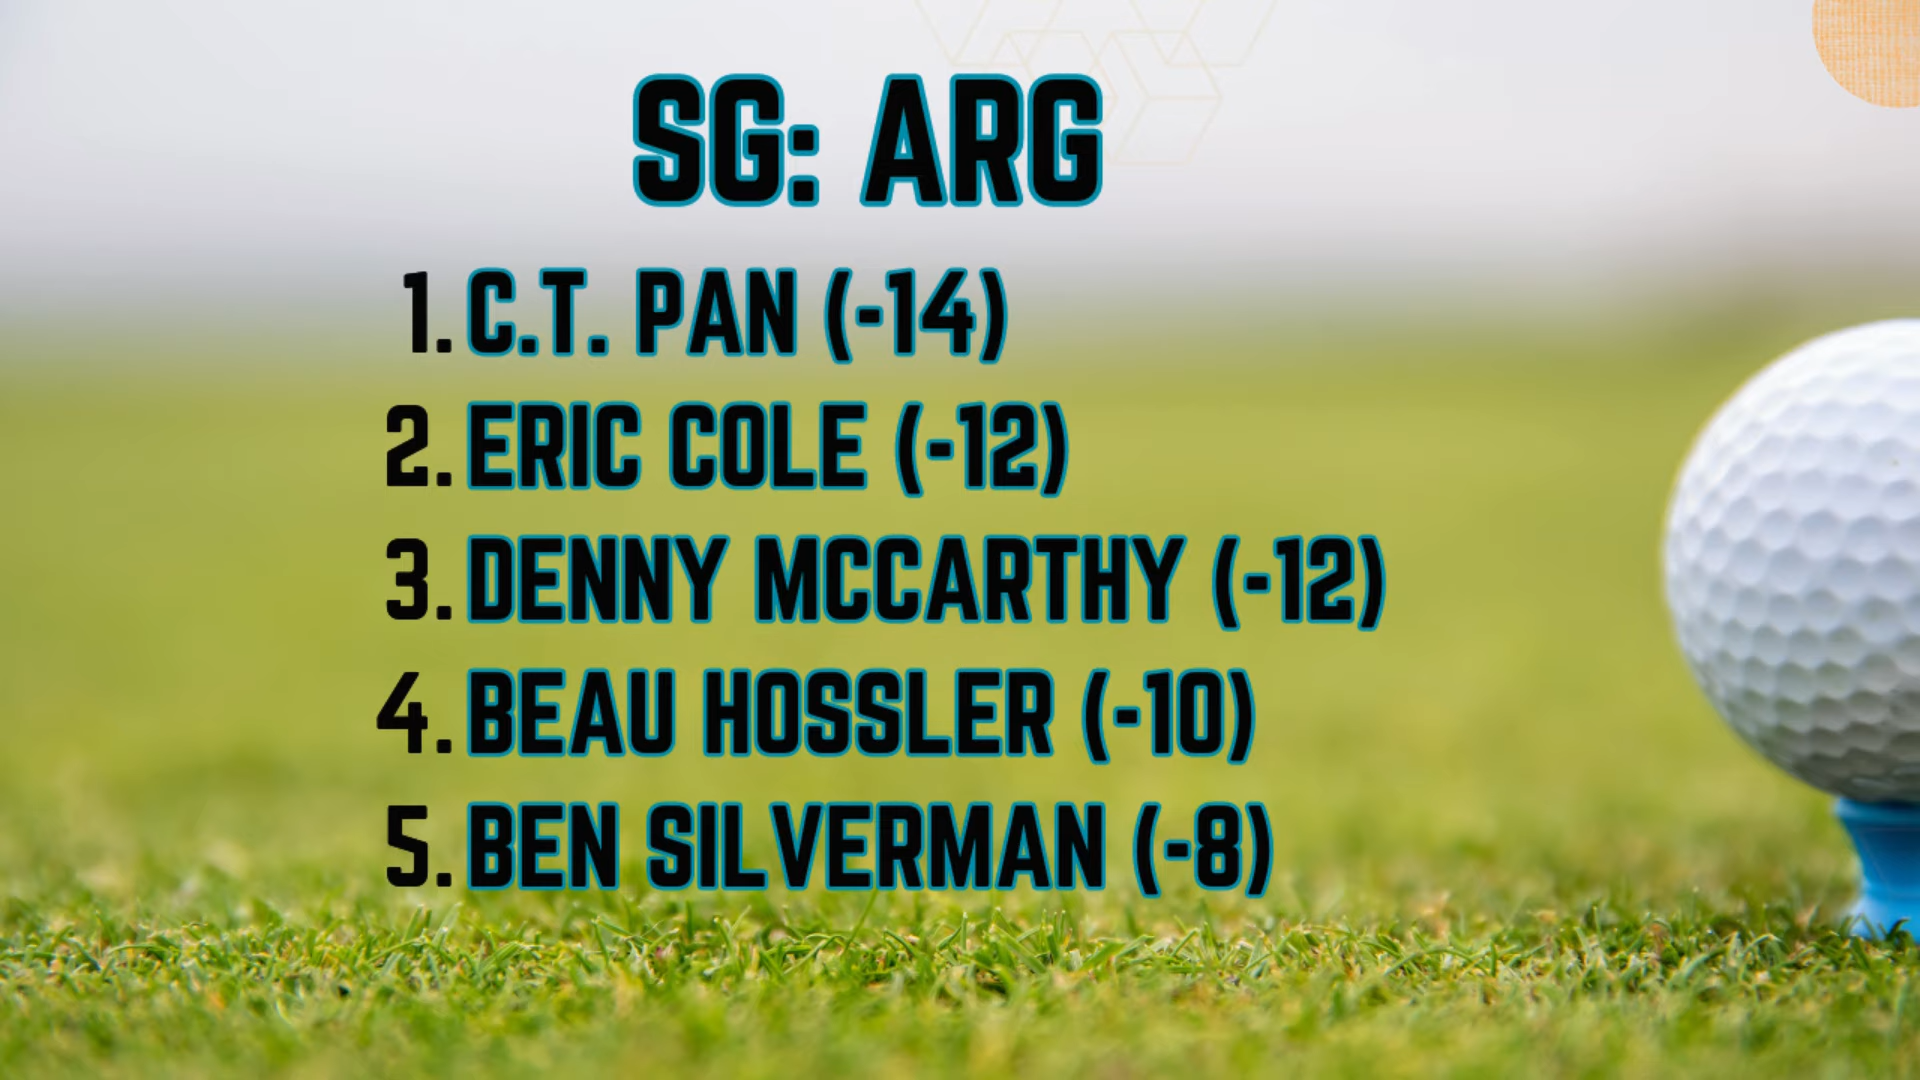 SG: ARG
1. C.T. PAN (-14)
2. ERIC COLE (-12)
3. DENNY MCCARTHY (-12)
4. BEAU HOSSLER (-10)
5. BEN SILVERMAN (-8)